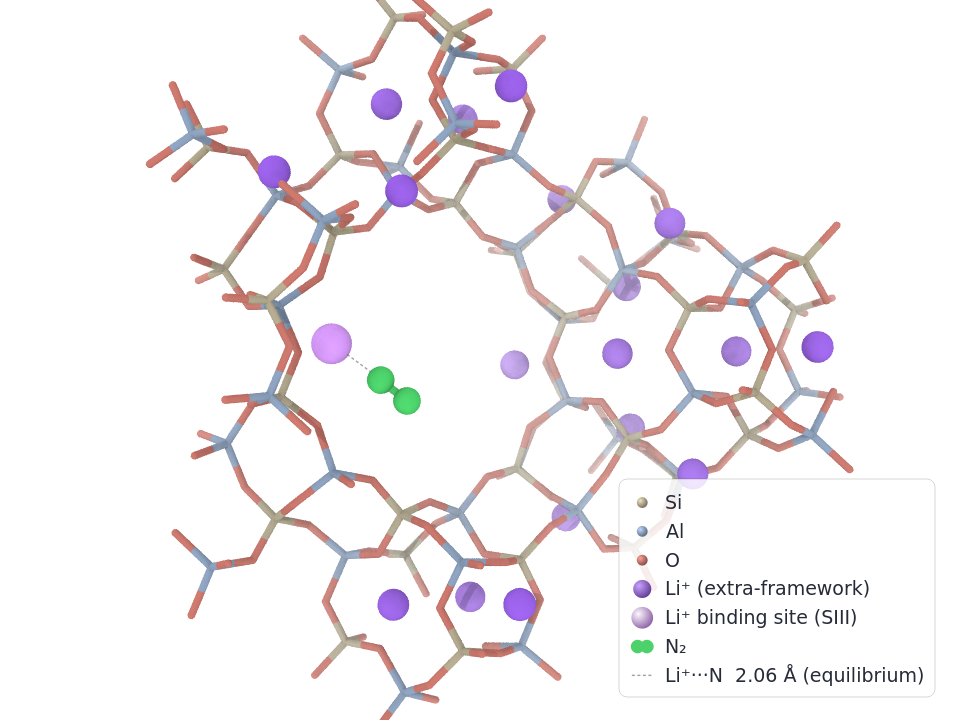 Si
Al
O
Li⁺ (extra-framework)
Li⁺ binding site (SIII)
N₂
Li⁺···N  2.06 Å (equilibrium)